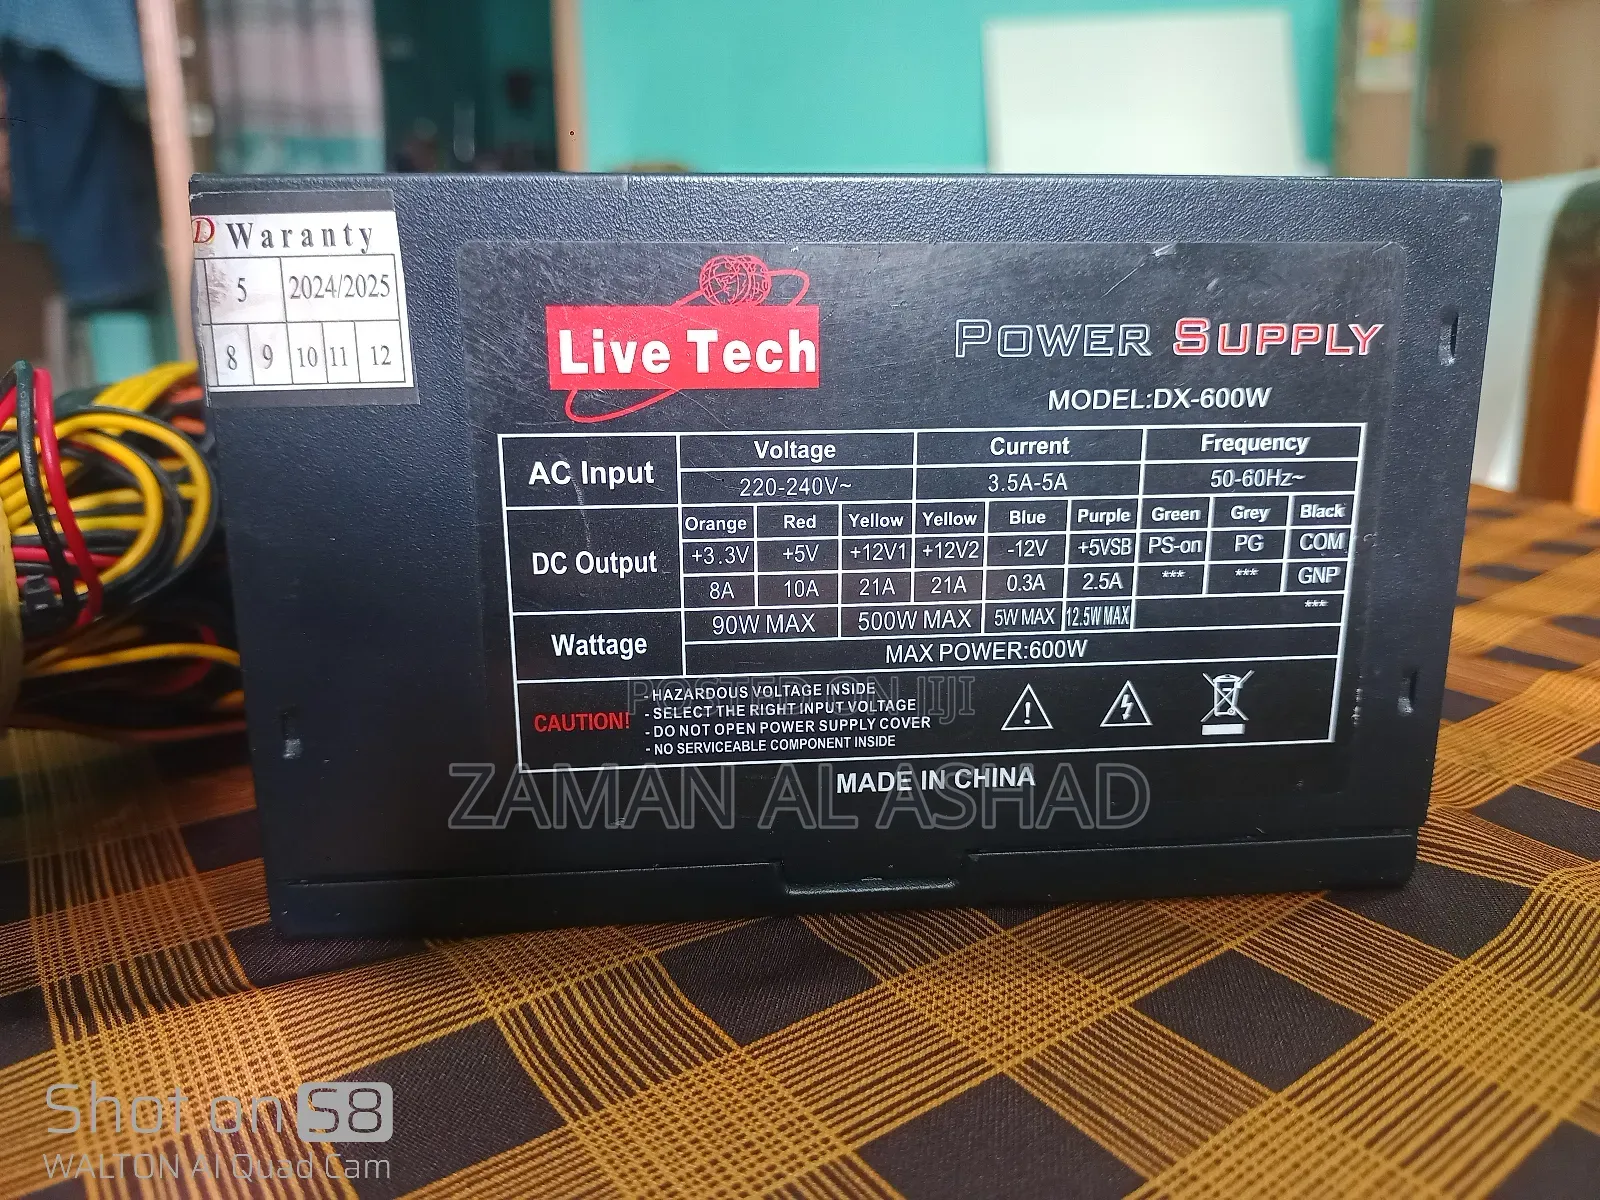 D Waranty
5 2024/2025
8 9 10 11 12
Live Tech
POWER SUPPLY
MODEL:DX-600W
AC Input
Voltage Current Frequency
220-240V~ 3.5A-5A 50-60Hz~
DC Output
Orange Red Yellow Yellow Blue Purple Green Grey Black
+3.3V +5V +12V1 +12V2 -12V +5VSB PS-on PG COM
8A 10A 21A 21A 0.3A 2.5A *** *** GNP
Wattage
90W MAX 500W MAX 5W MAX 12.5W MAX ***
MAX POWER:600W
CAUTION!
- HAZARDOUS VOLTAGE INSIDE
- SELECT THE RIGHT INPUT VOLTAGE
- DO NOT OPEN POWER SUPPLY COVER
- NO SERVICEABLE COMPONENT INSIDE
POSTED ON JIJI
MADE IN CHINA
ZAMAN AL ASHAD
Shot on S8
WALTON AI Quad Cam